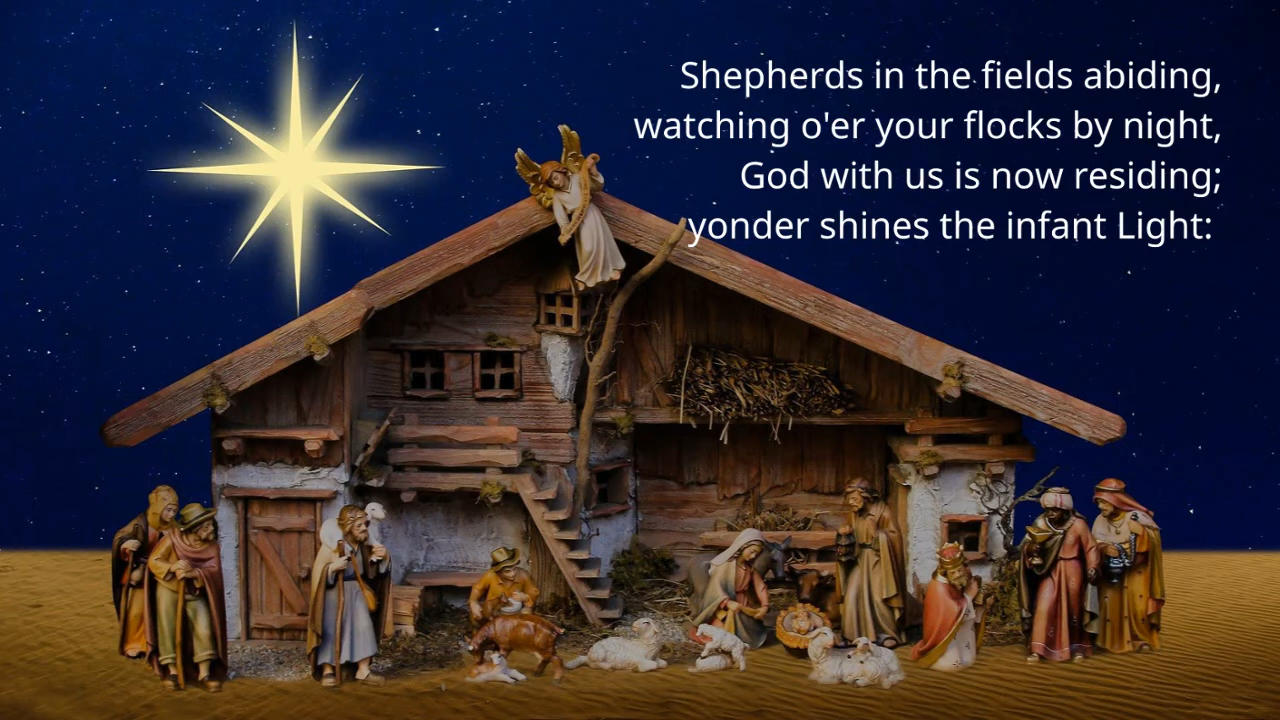 Shepherds in the fields abiding,
watching o'er your flocks by night,
God with us is now residing;
yonder shines the infant Light: